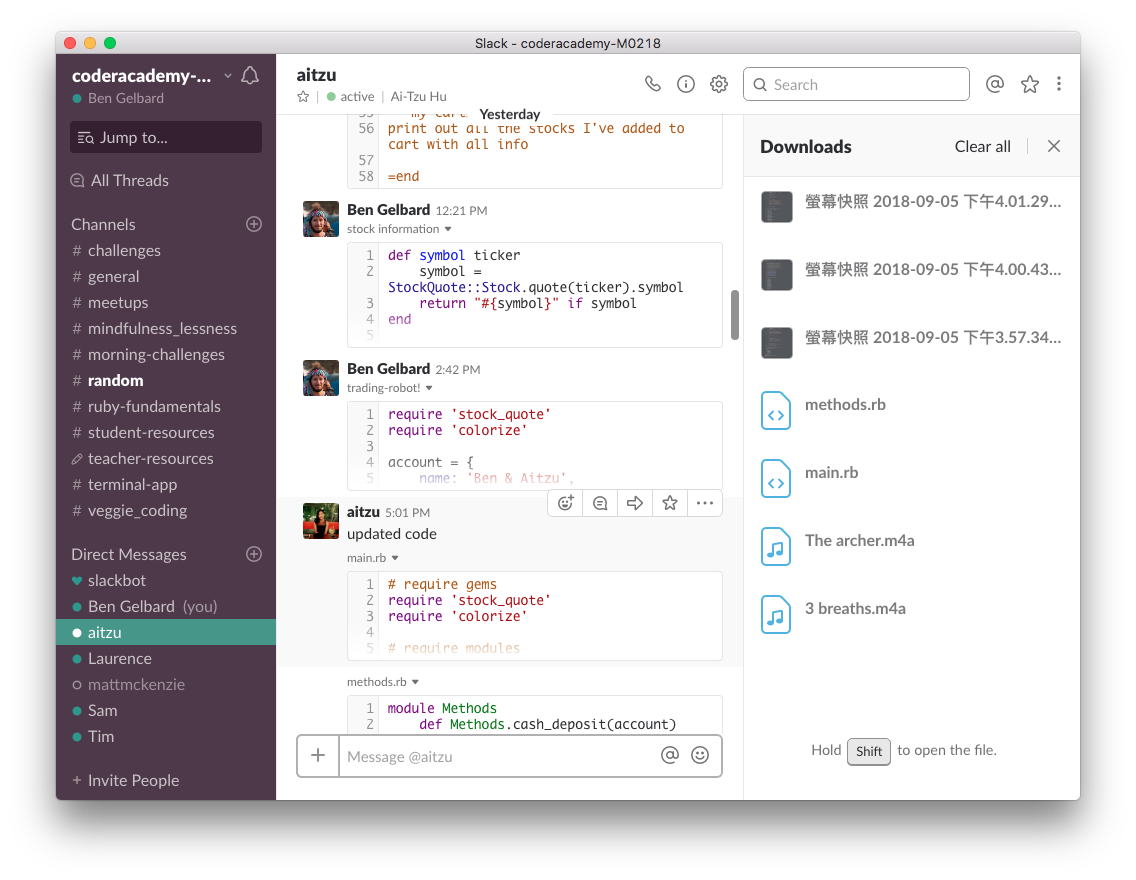 Slack - coderacademy-M0218
coderacademy-...
Ben Gelbard
Jump to...
All Threads
Channels
# challenges
# general
# meetups
# mindfulness_lessness
# morning-challenges
# random
# ruby-fundamentals
# student-resources
teacher-resources
# terminal-app
# veggie_coding
Direct Messages
slackbot
Ben Gelbard (you)
aitzu
Laurence
mattmckenzie
Sam
Tim
+ Invite People
aitzu
active | Ai-Tzu Hu
Search
Yesterday
56 print out all the stocks I've added to
cart with all info
57
58 =end
Ben Gelbard 12:21 PM
stock information
1 def symbol ticker
2 symbol =
StockQuote::Stock.quote(ticker).symbol
3 return "#{symbol}" if symbol
4 end
5
Ben Gelbard 2:42 PM
trading-robot!
1 require 'stock_quote'
2 require 'colorize'
3
4 account = {
5 name: 'Ben & Aitzu',
aitzu 5:01 PM
updated code
main.rb
1 # require gems
2 require 'stock_quote'
3 require 'colorize'
4
5 # require modules
methods.rb
1 module Methods
2 def Methods.cash_deposit(account)
Message @aitzu
Downloads
Clear all
螢幕快照 2018-09-05 下午4.01.29...
螢幕快照 2018-09-05 下午4.00.43...
螢幕快照 2018-09-05 下午3.57.34...
methods.rb
main.rb
The archer.m4a
3 breaths.m4a
Hold Shift to open the file.